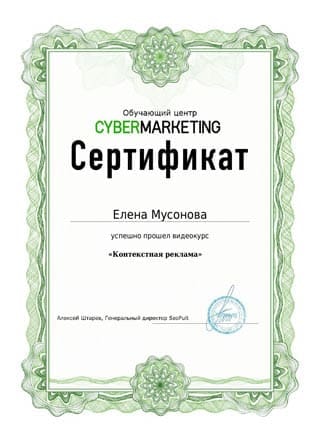 Обучающий центр
CYBERMARKETING
Сертификат
Елена Мусонова
успешно прошел видеокурс
«Контекстная реклама»
Алексей Штарев, Генеральный директор SeoPult